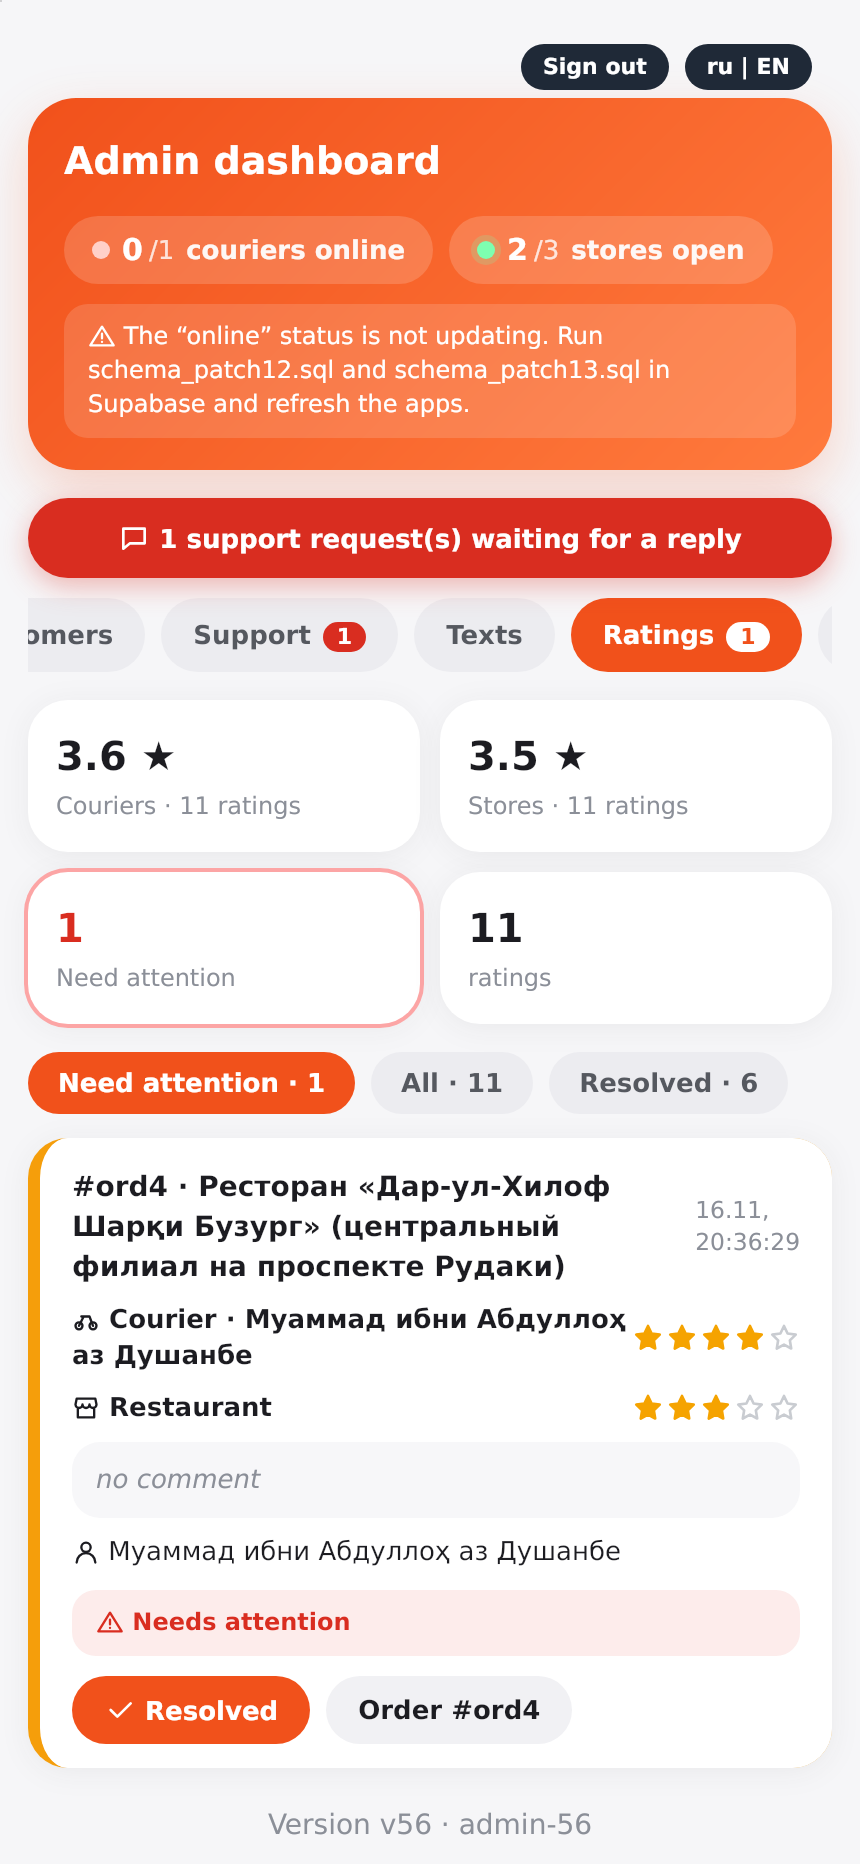 Sign out
ru | EN
Admin dashboard
0 /1 couriers online
2 /3 stores open
The “online” status is not updating. Run
schema_patch12.sql and schema_patch13.sql in
Supabase and refresh the apps.
1 support request(s) waiting for a reply
omers
Support 1
Texts
Ratings 1
3.6 ★
Couriers · 11 ratings
3.5 ★
Stores · 11 ratings
1
Need attention
11
ratings
Need attention · 1
All · 11
Resolved · 6
#ord4 · Ресторан «Дар-ул-Хилоф
Шарқи Бузург» (центральный
филиал на проспекте Рудаки)
16.11,
20:36:29
Courier · Муаммад ибни Абдуллоҳ
аз Душанбе
Restaurant
no comment
Муаммад ибни Абдуллоҳ аз Душанбе
Needs attention
Resolved
Order #ord4
Version v56 · admin-56